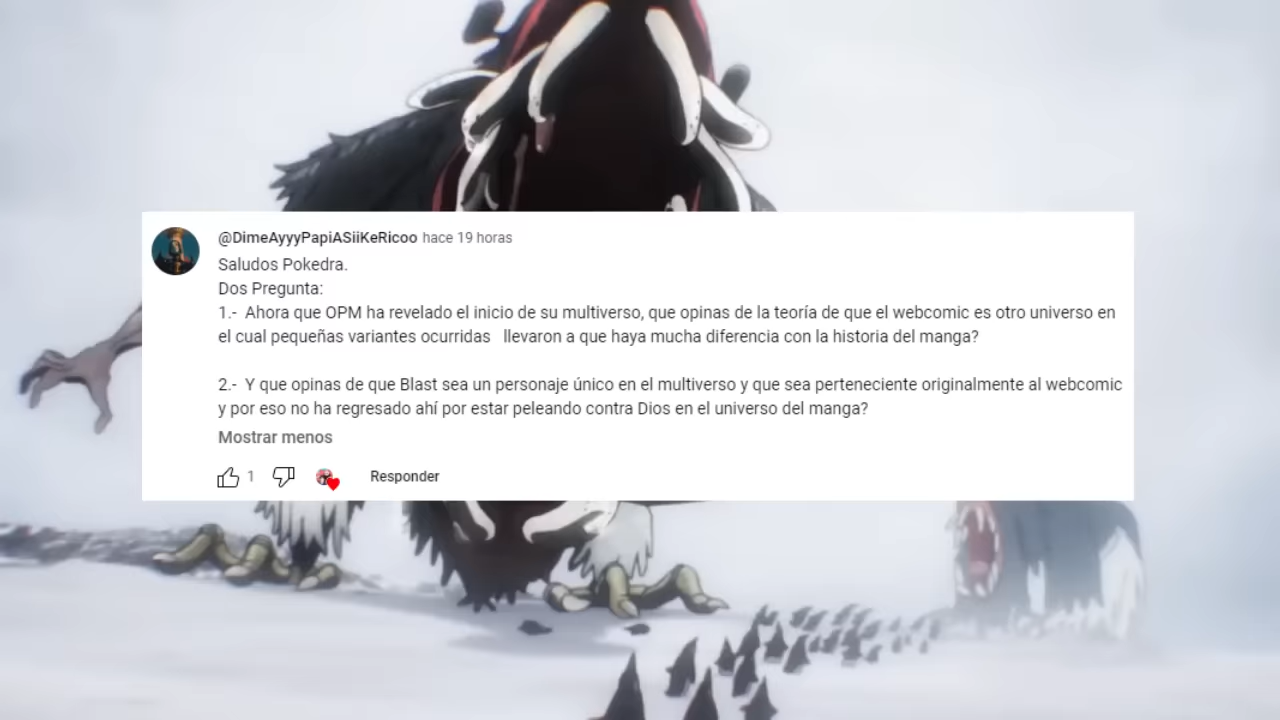 @DimeAyyyPapiASiiKeRicoo hace 19 horas
Saludos Pokedra.
Dos Pregunta:
1.- Ahora que OPM ha revelado el inicio de su multiverso, que opinas de la teoría de que el webcomic es otro universo en
el cual pequeñas variantes ocurridas llevaron a que haya mucha diferencia con la historia del manga?
2.- Y que opinas de que Blast sea un personaje único en el multiverso y que sea perteneciente originalmente al webcomic
y por eso no ha regresado ahí por estar peleando contra Dios en el universo del manga?
Mostrar menos
1 Responder